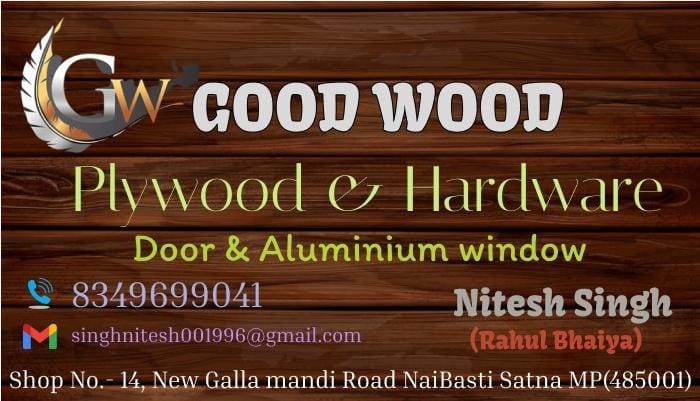 GW GOOD WOOD
Plywood & Hardware
Door & Aluminium window
8349699041
Nitesh Singh
singhnitesh001996@gmail.com
(Rahul Bhaiya)
Shop No.- 14, New Galla mandi Road NaiBasti Satna MP(485001)